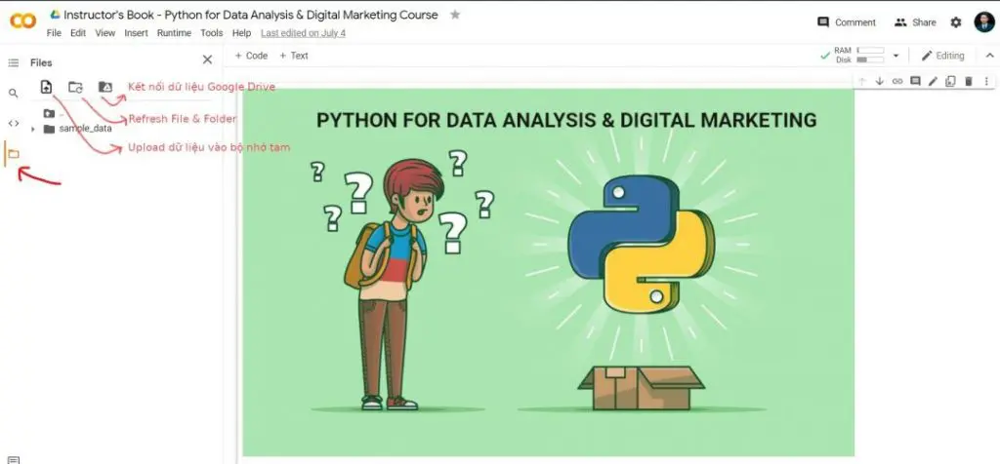 Instructor's Book - Python for Data Analysis & Digital Marketing Course
File Edit View Insert Runtime Tools Help Last edited on July 4
Comment
Share
Files
+ Code + Text
RAM
Disk
Editing
Kết nối dữ liệu Google Drive
..
Refresh File & Folder
sample_data
Upload dữ liệu vào bộ nhớ tạm
PYTHON FOR DATA ANALYSIS & DIGITAL MARKETING
? ? ? ? ? ?